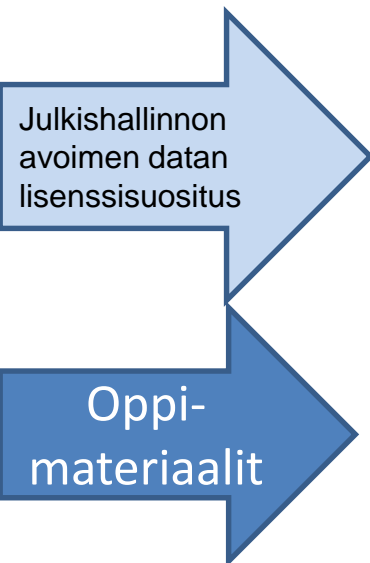 Julkishallinnon
avoimen datan
lisenssisuositus
Oppi-
materiaalit